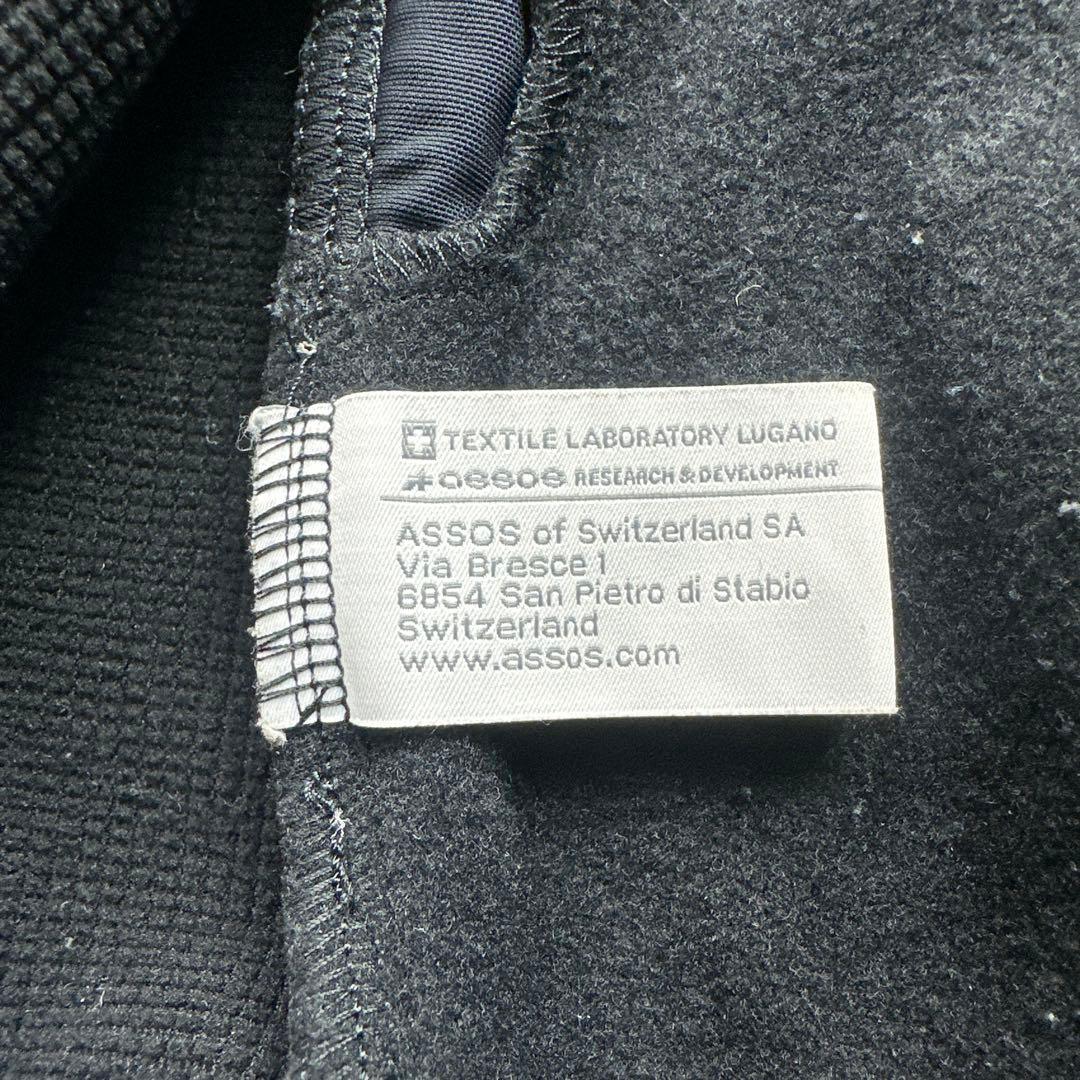 TEXTILE LABORATORY LUGANO
assos RESEARCH & DEVELOPMENT
ASSOS of Switzerland SA
Via Bresce 1
6854 San Pietro di Stabio
Switzerland
www.assos.com